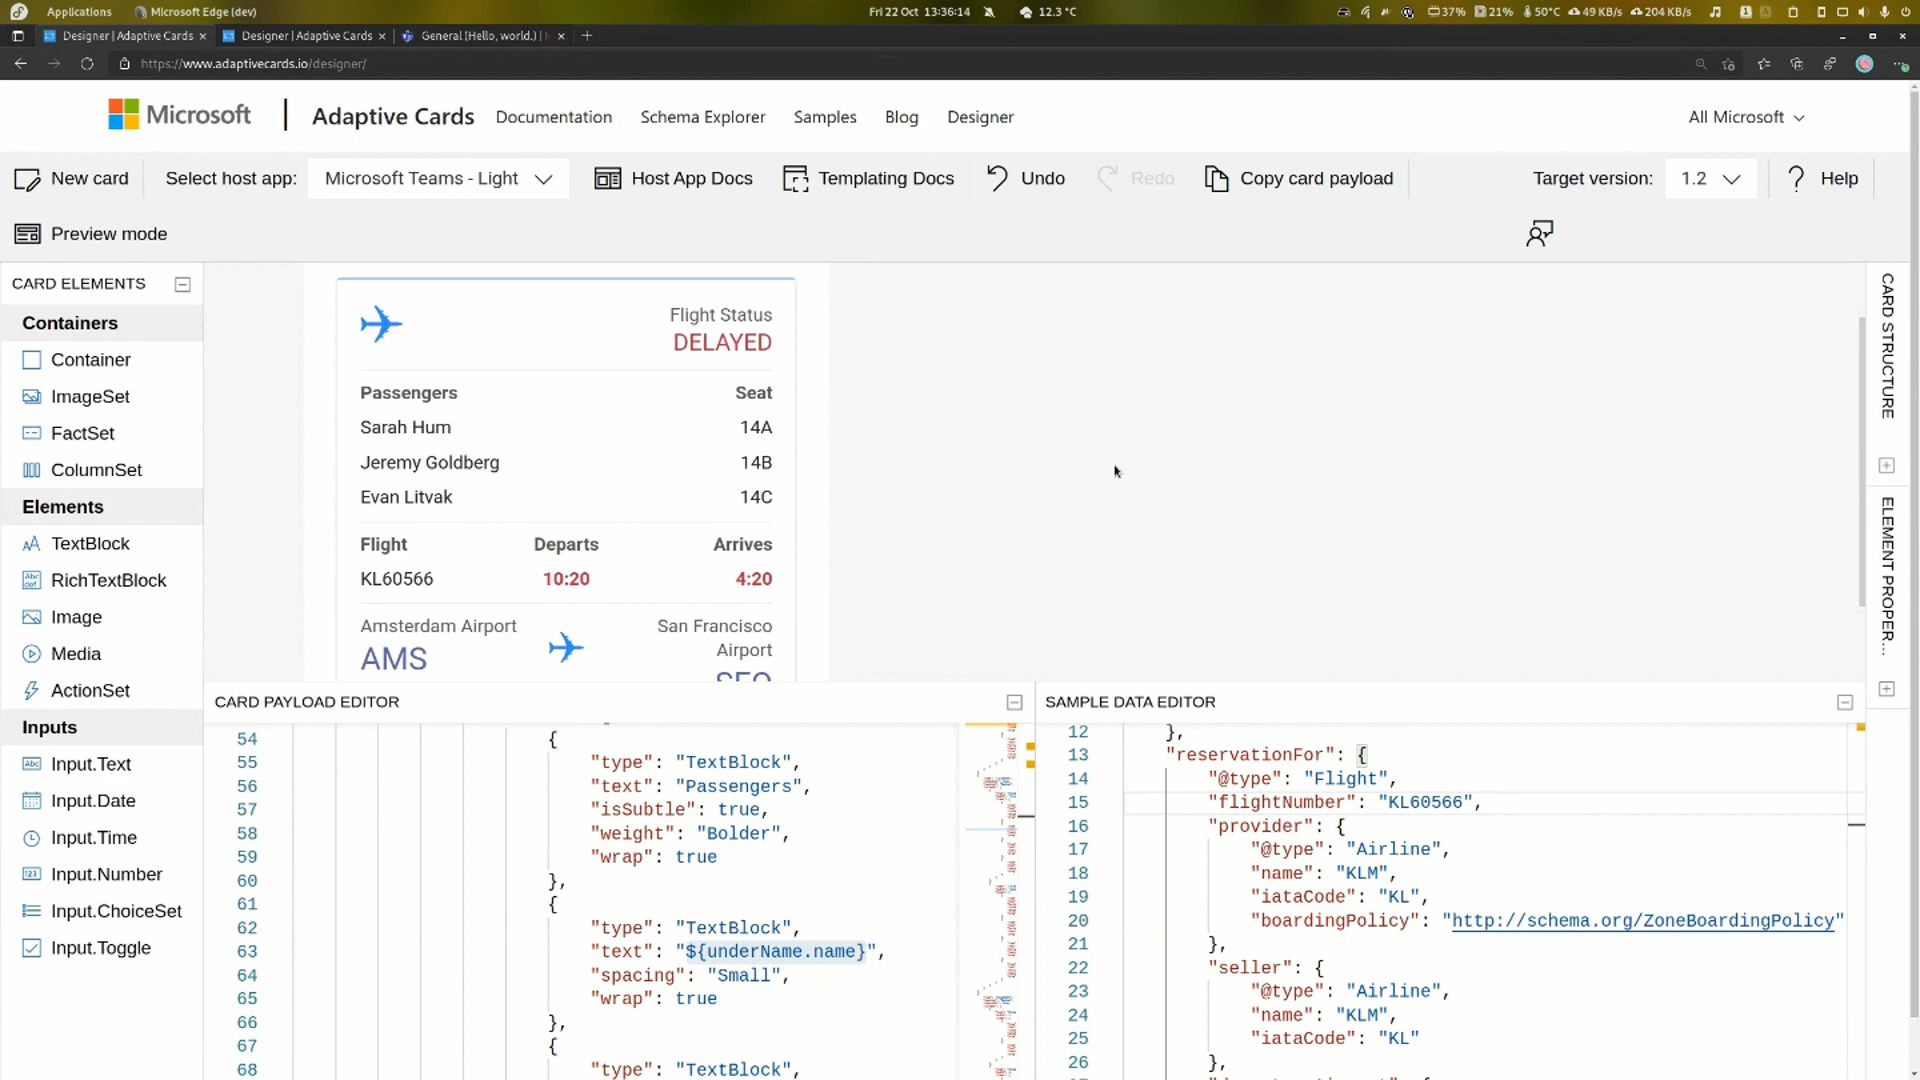 Applications Microsoft Edge (dev) Fri 22 Oct 13:36:14 12.3 °C 37% 21% 50°C 49 KB/s 204 KB/s
Designer | Adaptive Cards Designer | Adaptive Cards General (Hello, world.) |
https://www.adaptivecards.io/designer/
Microsoft | Adaptive Cards Documentation Schema Explorer Samples Blog Designer All Microsoft
New card Select host app: Microsoft Teams - Light Host App Docs Templating Docs Undo Redo Copy card payload Target version: 1.2 Help
Preview mode
CARD ELEMENTS
Containers
Container
ImageSet
FactSet
ColumnSet
Elements
TextBlock
RichTextBlock
Image
Media
ActionSet
Inputs
Input.Text
Input.Date
Input.Time
Input.Number
Input.ChoiceSet
Input.Toggle
Flight Status
DELAYED
Passengers Seat
Sarah Hum 14A
Jeremy Goldberg 14B
Evan Litvak 14C
Flight Departs Arrives
KL60566 10:20 4:20
Amsterdam Airport San Francisco
Airport
AMS SFO
CARD STRUCTURE
ELEMENT PROPER...
CARD PAYLOAD EDITOR
54 {
55 "type": "TextBlock",
56 "text": "Passengers",
57 "isSubtle": true,
58 "weight": "Bolder",
59 "wrap": true
60 },
61 {
62 "type": "TextBlock",
63 "text": "${underName.name}",
64 "spacing": "Small",
65 "wrap": true
66 },
67 {
68 "type": "TextBlock",
SAMPLE DATA EDITOR
12 },
13 "reservationFor": {
14 "@type": "Flight",
15 "flightNumber": "KL60566",
16 "provider": {
17 "@type": "Airline",
18 "name": "KLM",
19 "iataCode": "KL",
20 "boardingPolicy": "http://schema.org/ZoneBoardingPolicy"
21 },
22 "seller": {
23 "@type": "Airline",
24 "name": "KLM",
25 "iataCode": "KL"
26 },